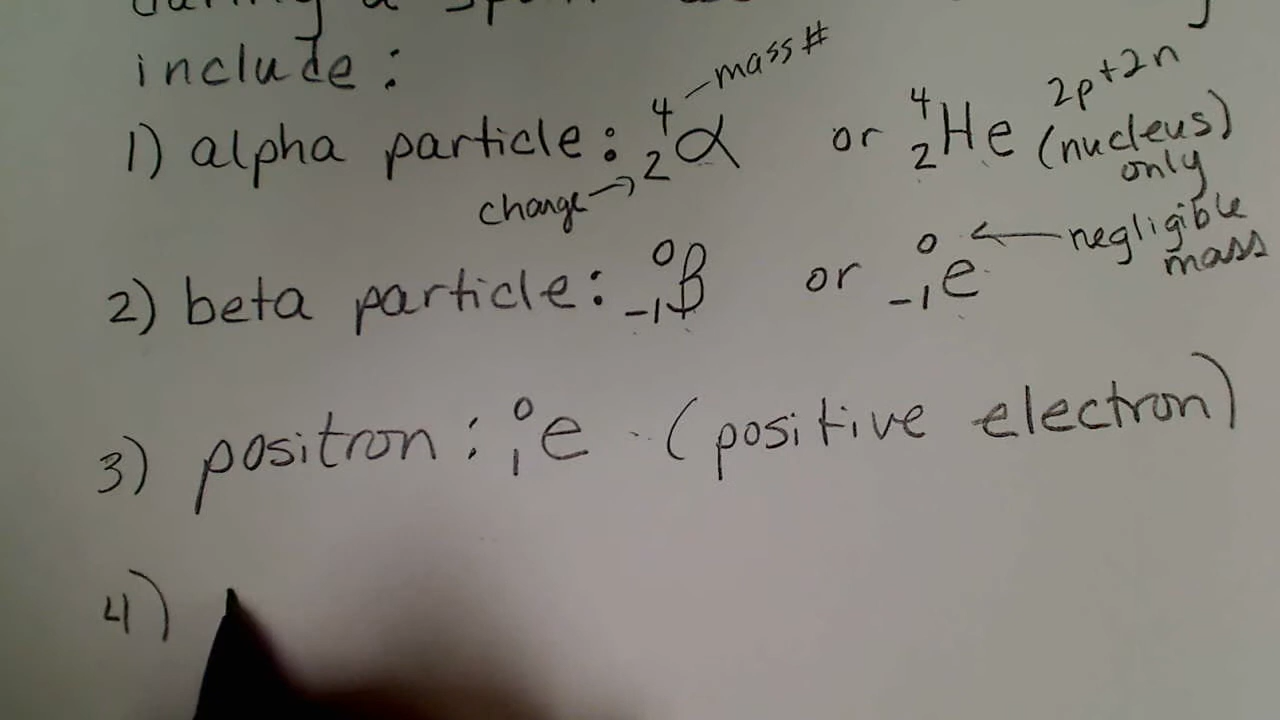 during a
include:
1) alpha particle: ⁴₂α – mass # or ⁴₂He (nucleus only) 2p+2n
change →
2) beta particle: ⁰₋₁β or ⁰₋₁e ← negligible mass
3) positron: ⁰₁e (positive electron)
4)